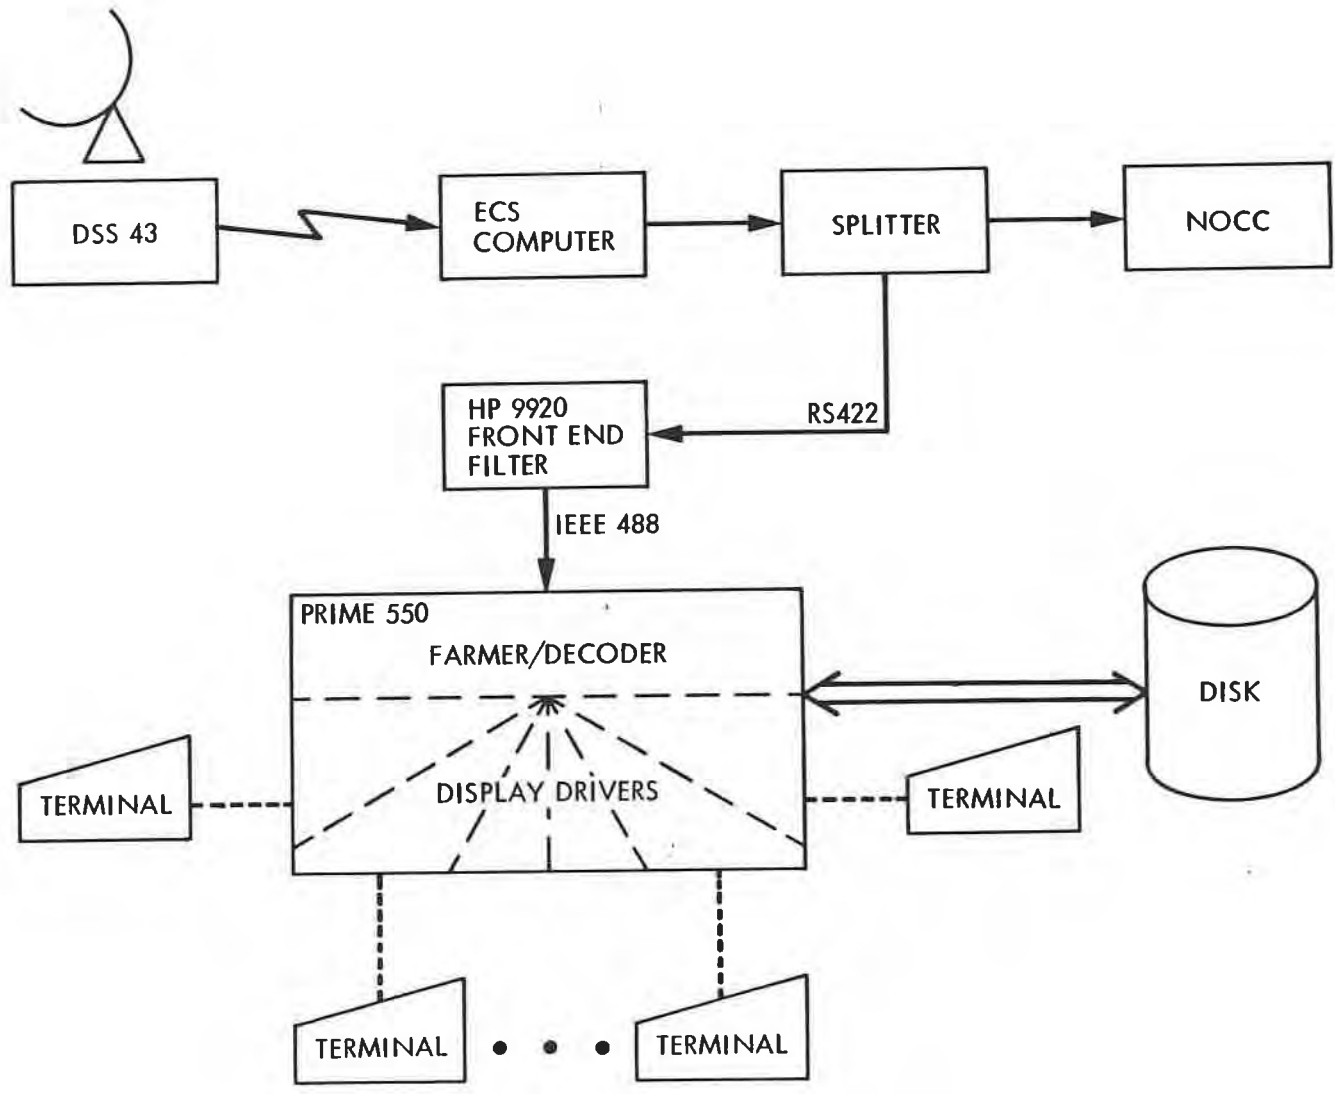 DSS 43
ECS
COMPUTER
SPLITTER
NOCC
HP 9920
FRONT END
FILTER
RS422
IEEE 488
PRIME 550
FARMER/DECODER
DISK
DISPLAY DRIVERS
TERMINAL
TERMINAL
TERMINAL
TERMINAL